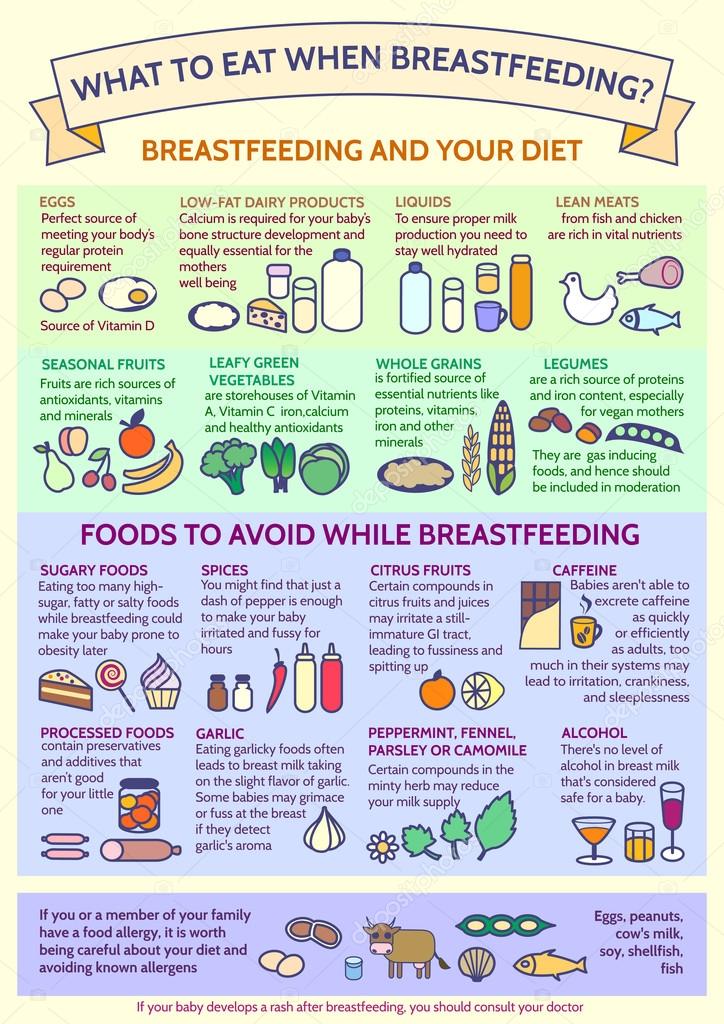 WHAT TO EAT WHEN BREASTFEEDING?
BREASTFEEDING AND YOUR DIET
EGGS
Perfect source of
meeting your body's
regular protein
requirement
Source of Vitamin D
LOW-FAT DAIRY PRODUCTS
Calcium is required for your baby's
bone structure development and
equally essential for the
mothers
well being
LIQUIDS
To ensure proper milk
production you need to
stay well hydrated
LEAN MEATS
from fish and chicken
are rich in vital nutrients
SEASONAL FRUITS
Fruits are rich sources of
antioxidants, vitamins
and minerals
LEAFY GREEN
VEGETABLES
are storehouses of Vitamin
A, Vitamin C iron,calcium
and healthy antioxidants
WHOLE GRAINS
is fortified source of
essential nutrients like
proteins, vitamins,
iron and other
minerals
LEGUMES
are a rich source of proteins
and iron content, especially
for vegan mothers
They are gas inducing
foods, and hence should
be included in moderation
FOODS TO AVOID WHILE BREASTFEEDING
SUGARY FOODS
Eating too many high-
sugar, fatty or salty foods
while breastfeeding could
make your baby prone to
obesity later
SPICES
You might find that just a
dash of pepper is enough
to make your baby
irritated and fussy for
hours
CITRUS FRUITS
Certain compounds in
citrus fruits and juices
may irritate a still-
immature GI tract,
leading to fussiness and
spitting up
CAFFEINE
Babies aren't able to
excrete caffeine
as quickly
or efficiently
as adults, too
much in their systems may
lead to irritation, crankiness,
and sleeplessness
PROCESSED FOODS
contain preservatives
and additives that
aren't good
for your little
one
GARLIC
Eating garlicky foods often
leads to breast milk taking
on the slight flavor of garlic.
Some babies may grimace
or fuss at the breast
if they detect
garlic's aroma
PEPPERMINT, FENNEL,
PARSLEY OR CAMOMILE
Certain compounds in the
minty herb may reduce
your milk supply
ALCOHOL
There's no level of
alcohol in breast milk
that's considered
safe for a baby.
If you or a member of your family
have a food allergy, it is worth
being careful about your diet and
avoiding known allergens
Eggs, peanuts,
cow's milk,
soy, shellfish,
fish
If your baby develops a rash after breastfeeding, you should consult your doctor